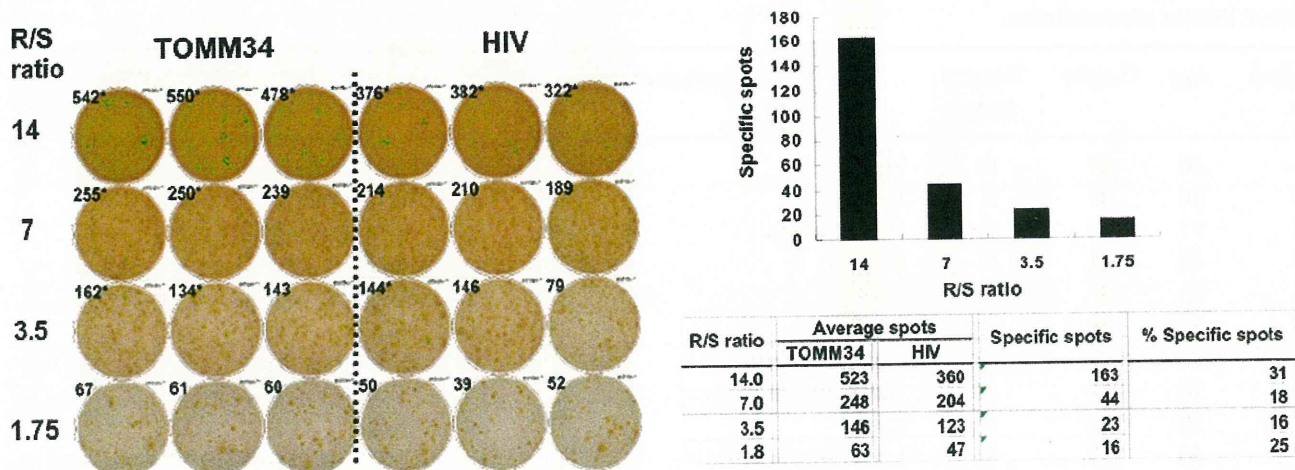 R/S ratio
TOMM34 HIV
14
542* 550* 478* 376* 382* 322*
7
255* 250* 239 214 210 189
3.5
162* 134* 143 144* 146 79
1.75
67 61 60 50 39 52
Specific spots
180
160
140
120
100
80
60
40
20
0
14 7 3.5 1.75
R/S ratio
R/S ratio Average spots Specific spots % Specific spots
TOMM34 HIV
14.0 523 360 163 31
7.0 248 204 44 18
3.5 146 123 23 16
1.8 63 47 16 25